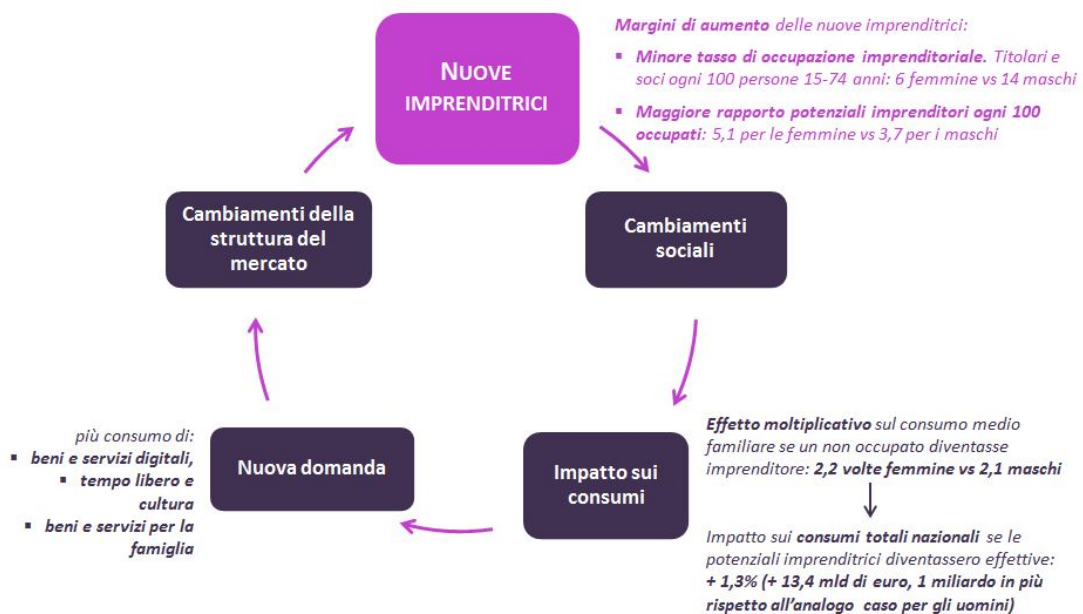 NUOVE
IMPRENDITRICI
Margini di aumento delle nuove imprenditrici:
▪ Minore tasso di occupazione imprenditoriale. Titolari e
soci ogni 100 persone 15-74 anni: 6 femmine vs 14 maschi
▪ Maggiore rapporto potenziali imprenditori ogni 100
occupati: 5,1 per le femmine vs 3,7 per i maschi
Cambiamenti
sociali
Impatto sui
consumi
Effetto moltiplicativo sul consumo medio
familiare se un non occupato diventasse
imprenditore: 2,2 volte femmine vs 2,1 maschi
Impatto sui consumi totali nazionali se le
potenziali imprenditrici diventassero effettive:
+ 1,3% (+ 13,4 mld di euro, 1 miliardo in più
rispetto all'analogo caso per gli uomini)
Nuova domanda
più consumo di:
▪ beni e servizi digitali,
▪ tempo libero e
cultura
▪ beni e servizi per la
famiglia
Cambiamenti della
struttura del
mercato